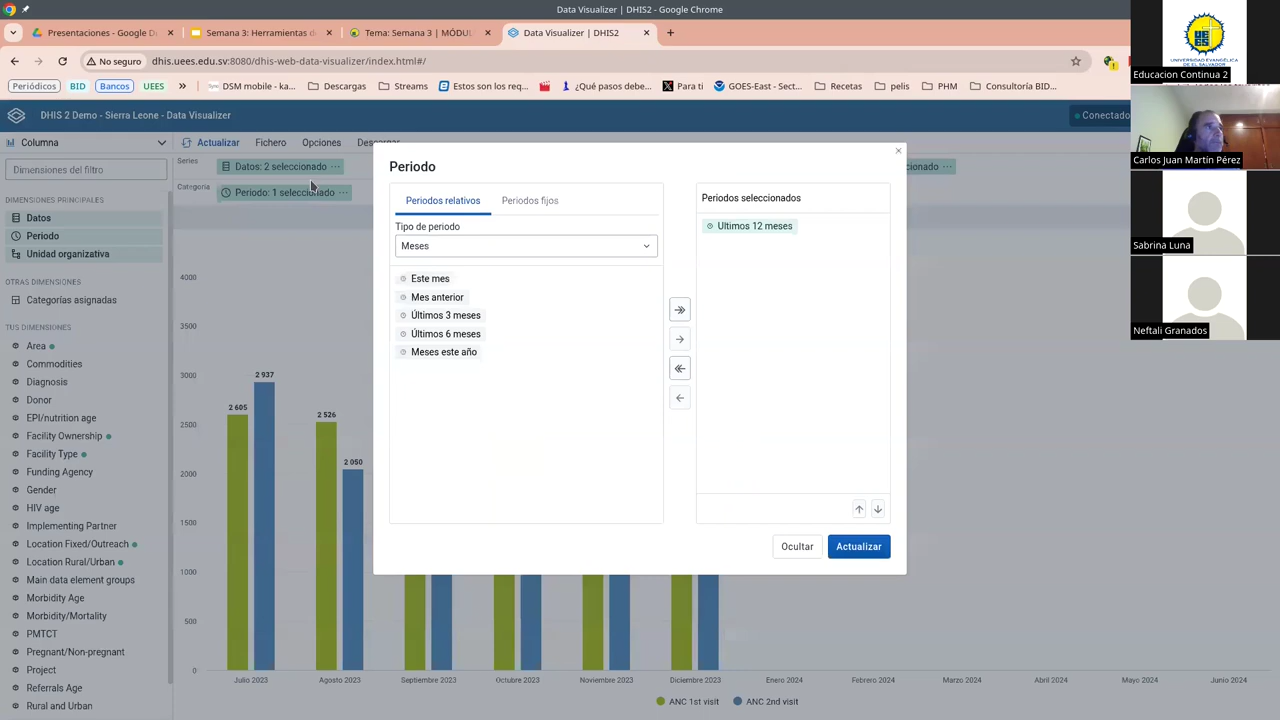 Data Visualizer | DHIS2 - Google Chrome
Presentaciones - Google D
Semana 3: Herramientas d
Tema: Semana 3 | MÓDUL
Data Visualizer | DHIS2
No seguro
dhis.uees.edu.sv:8080/dhis-web-data-visualizer/index.html#/
Periódicos
BID
Bancos
UEES
DSM mobile - ka...
Descargas
Streams
Estos son los req...
¿Qué pasos debe...
Para ti
GOES-East - Sect...
Recetas
pelis
PHM
Consultoría BID...
DHIS 2 Demo - Sierra Leone - Data Visualizer
Conectado
Columna
Actualizar
Fichero
Opciones
Descargar
Dimensiones del filtro
Series
Datos: 2 seleccionado
Categoría
Periodo: 1 seleccionado
DIMENSIONES PRINCIPALES
Datos
Periodo
Unidad organizativa
OTRAS DIMENSIONES
Categorías asignadas
TUS DIMENSIONES
Area
Commodities
Diagnosis
Donor
EPI/nutrition age
Facility Ownership
Facility Type
Funding Agency
Gender
HIV age
Implementing Partner
Location Fixed/Outreach
Location Rural/Urban
Main data element groups
Morbidity Age
Morbidity/Mortality
PMTCT
Pregnant/Non-pregnant
Project
Referrals Age
Rural and Urban
Periodo
Periodos relativos
Periodos fijos
Tipo de periodo
Meses
Este mes
Mes anterior
Últimos 3 meses
Últimos 6 meses
Meses este año
Periodos seleccionados
Ultimos 12 meses
Ocultar
Actualizar
4000
3500
3000
2500
2000
1500
1000
500
0
2 605
2 937
2 526
2 050
Julio 2023
Agosto 2023
Septiembre 2023
Octubre 2023
Noviembre 2023
Diciembre 2023
Enero 2024
Febrero 2024
Marzo 2024
Abril 2024
Mayo 2024
Junio 2024
ANC 1st visit
ANC 2nd visit
UEES
UNIVERSIDAD EVANGÉLICA
DE EL SALVADOR
Educacion Continua 2
Carlos Juan Martín Pérez
Sabrina Luna
Neftali Granados